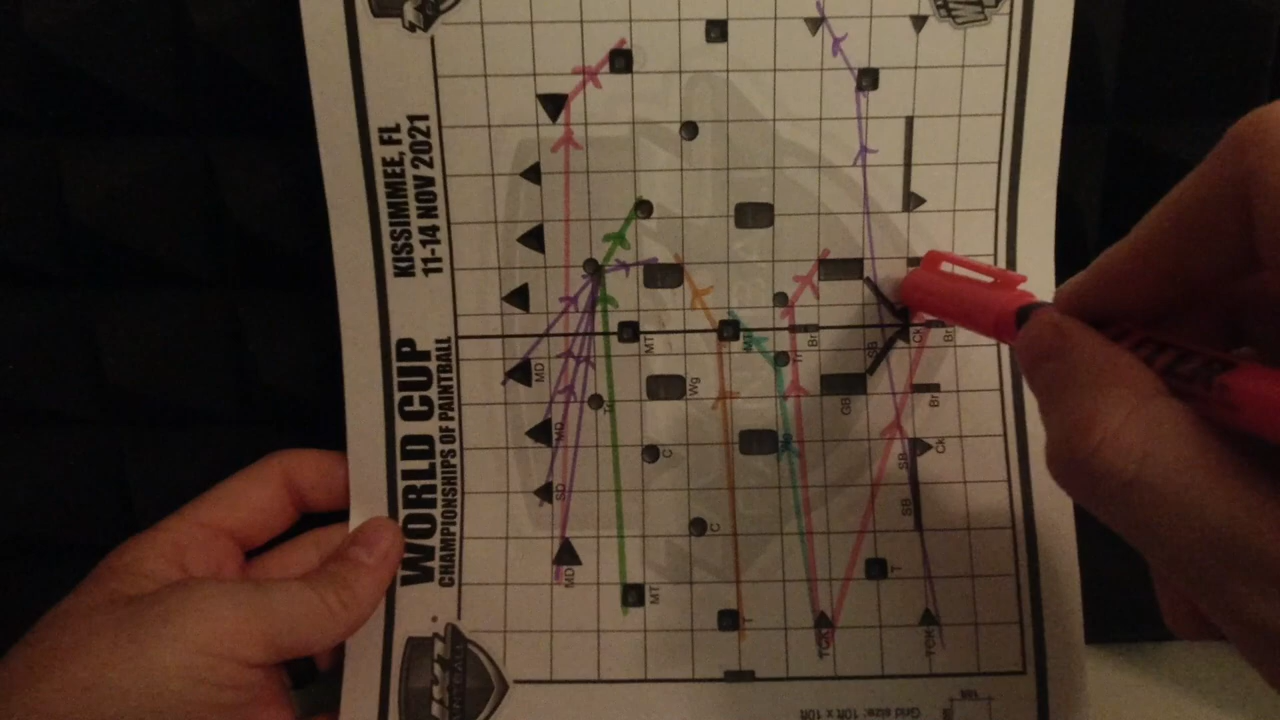 WORLD CUP
CHAMPIONSHIPS OF PAINTBALL
KISSIMMEE, FL
11-14 NOV 2021
MD
MD
SD
MD
MT
MT
Wg
C
C
T
MT
Tr
Br
GB
SB
Ck
Br
Br
Ck
SB
SB
T
TCK
TCK
Grid size: 10ft x 10ft